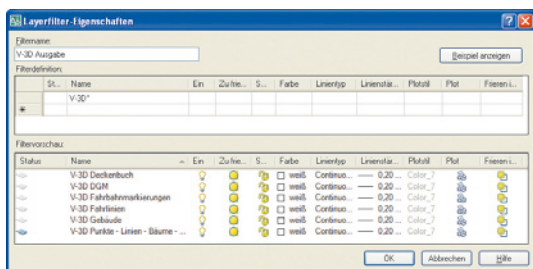 Layerfilter-Eigenschaften
Filtername:
V-3D Ausgabe
Beispiel anzeigen
Filterdefinition:
St... Name Ein Zu frie... S... Farbe Linientyp Linienstär... Plotstil Plot Frieren i...
V-3D*
Filtervorschau:
Status Name Ein Zu frie... S... Farbe Linientyp Linienstär... Plotstil Plot Frieren i...
V-3D Deckenbuch weiß Continuo... 0,20 ... Color_7
V-3D DGM weiß Continuo... 0,20 ... Color_7
V-3D Fahrbahnmarkierungen weiß Continuo... 0,20 ... Color_7
V-3D Fahrlinien weiß Continuo... 0,20 ... Color_7
V-3D Gebäude weiß Continuo... 0,20 ... Color_7
V-3D Punkte - Linien - Bäume - ... weiß Continuo... 0,20 ... Color_7
OK Abbrechen Hilfe